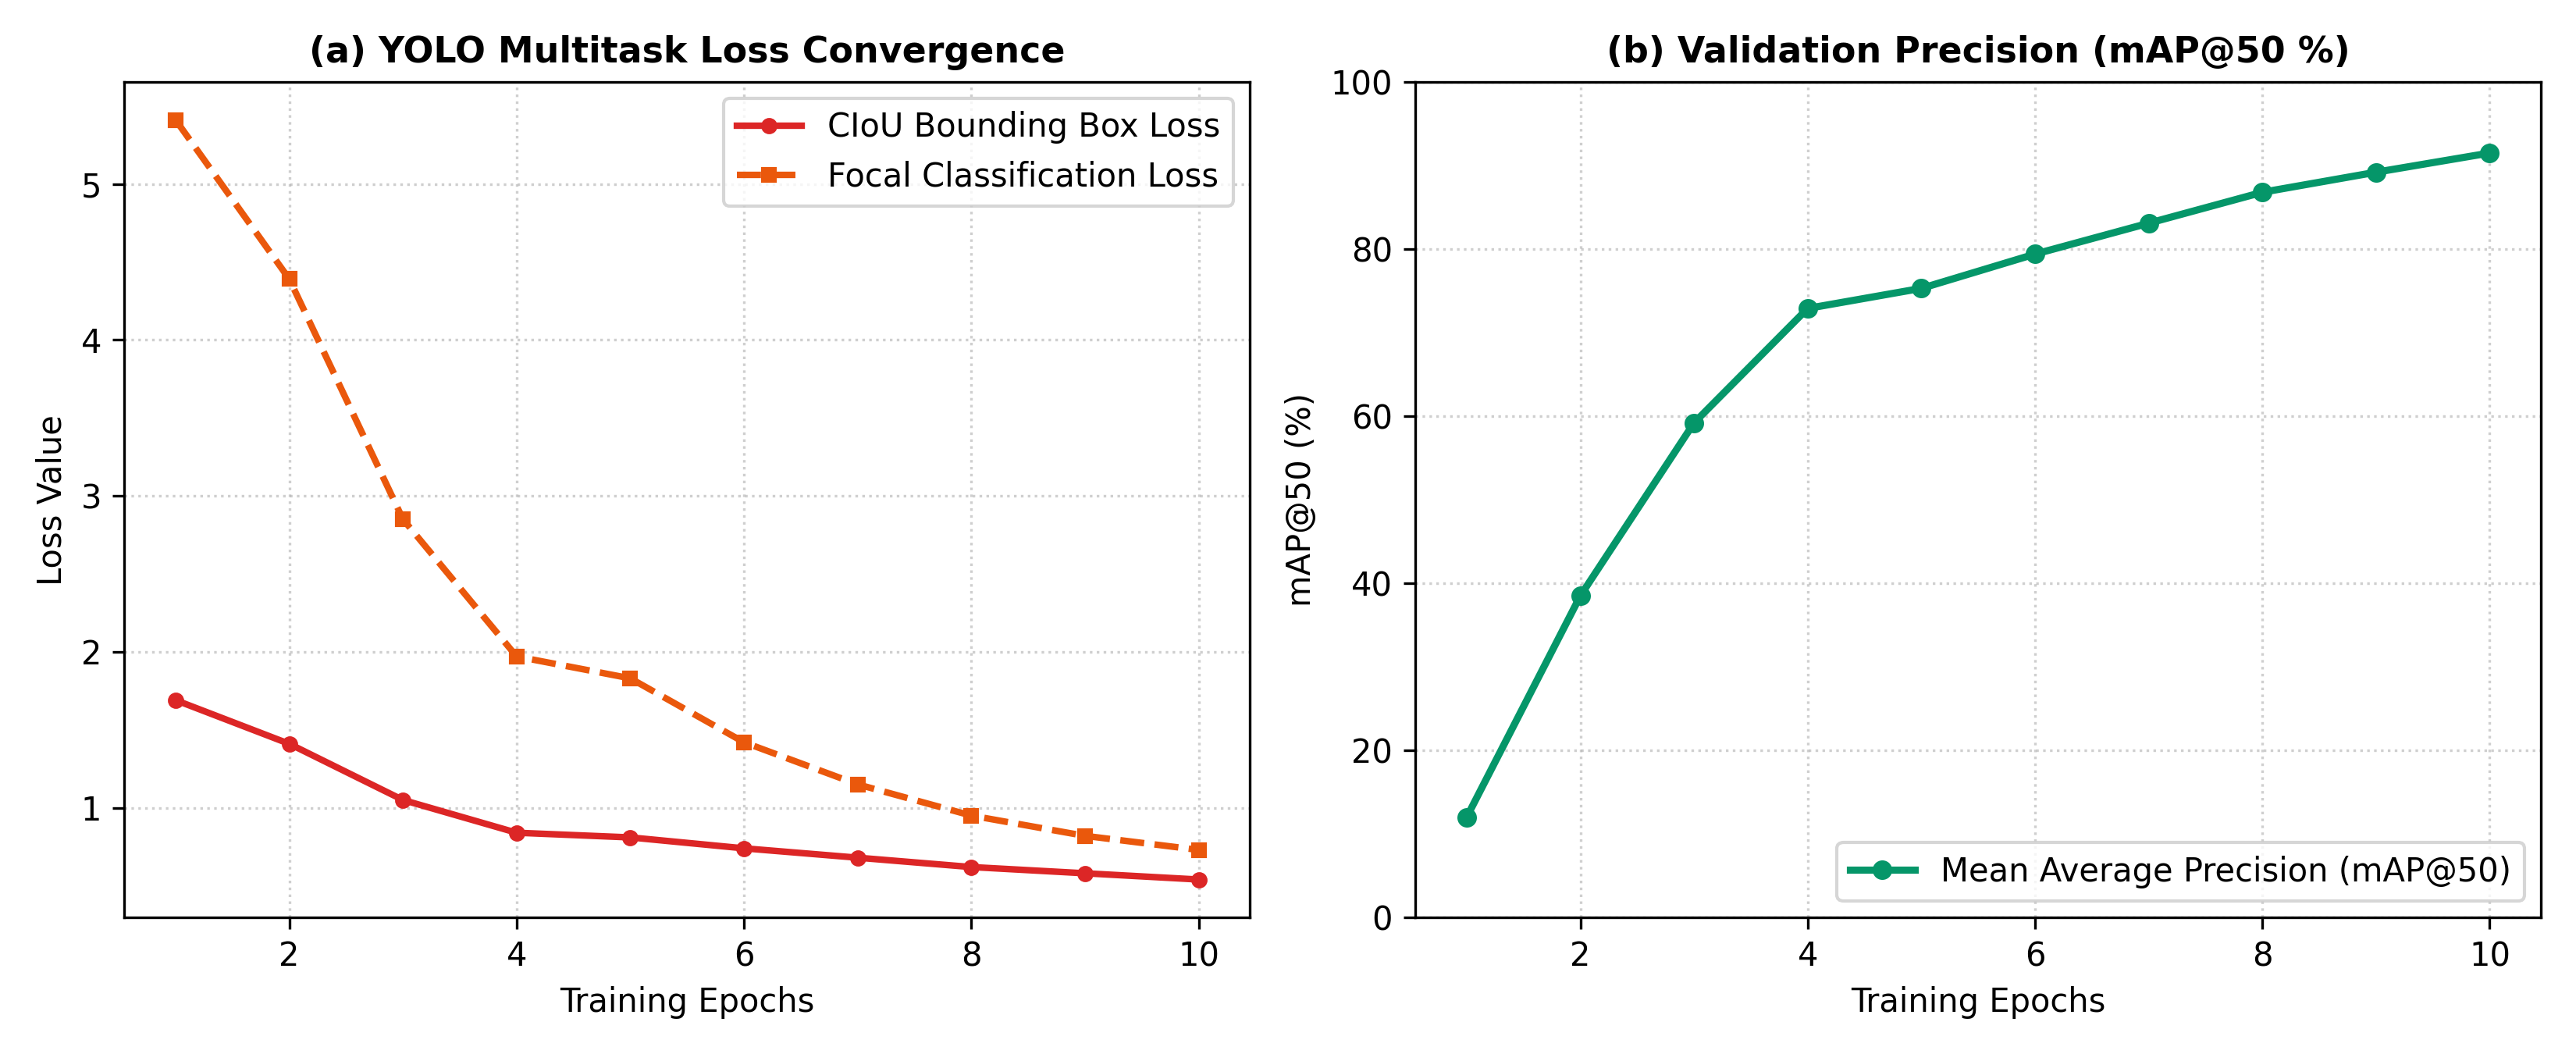 (a) YOLO Multitask Loss Convergence
CIoU Bounding Box Loss
Focal Classification Loss
Loss Value
5
4
3
2
1
2
4
6
8
10
Training Epochs
(b) Validation Precision (mAP@50 %)
mAP@50 (%)
100
80
60
40
20
0
Mean Average Precision (mAP@50)
2
4
6
8
10
Training Epochs